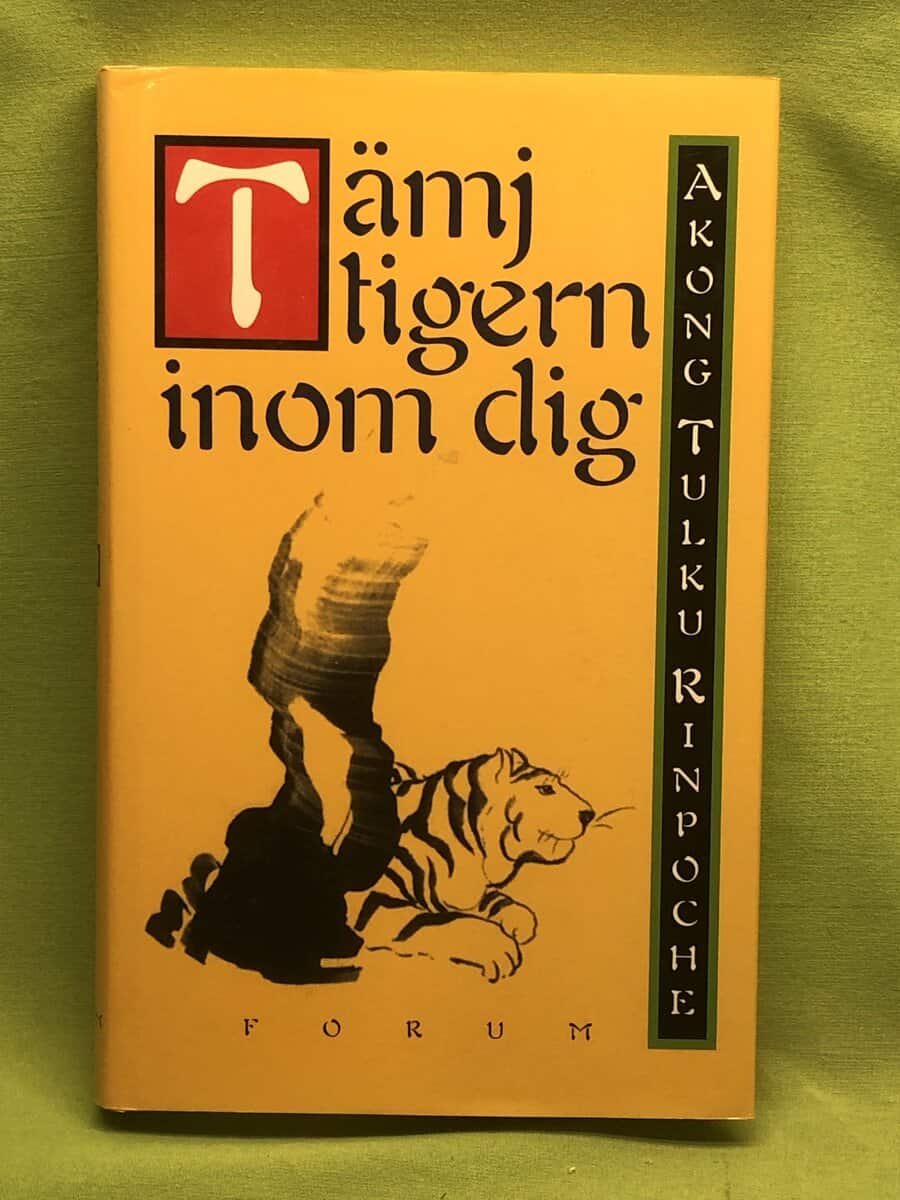 Tämj
tigern
inom dig
AKONG TULKU RINPOCHE
FORUM